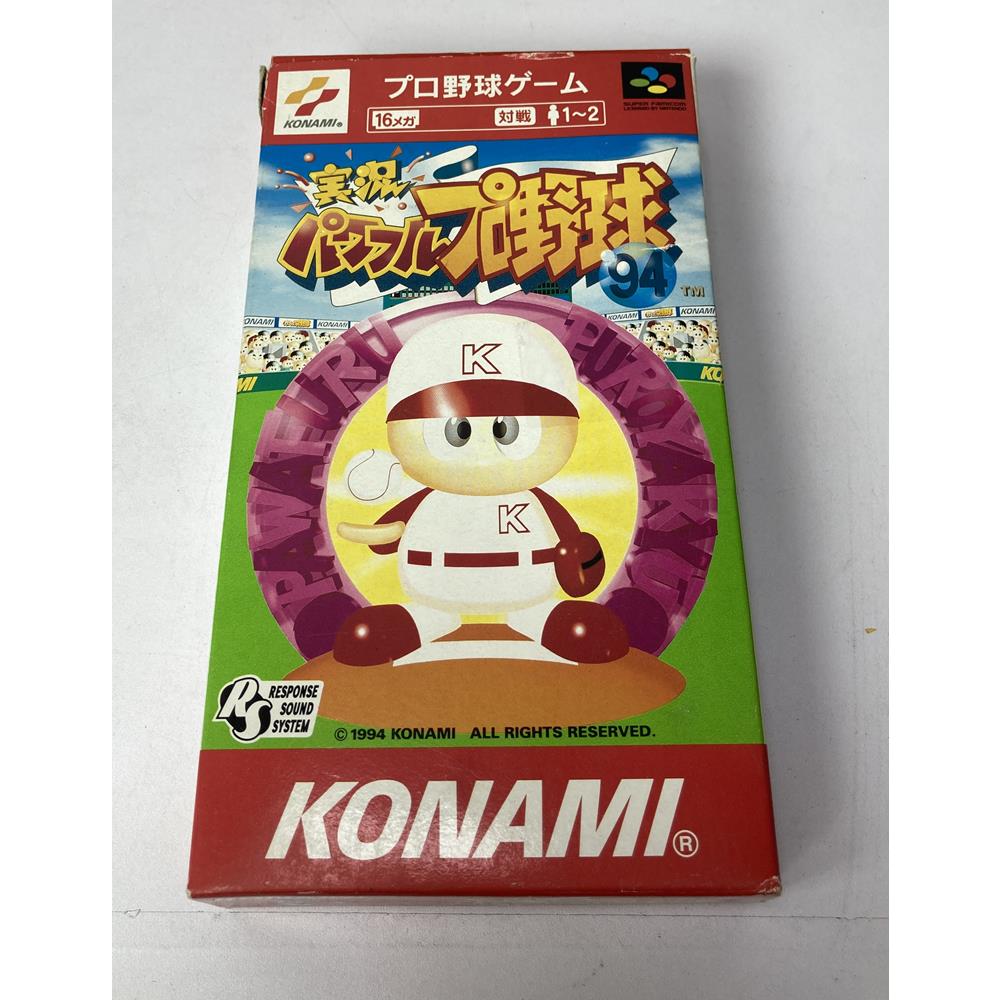 KONAMI®
プロ野球ゲーム
16メガ 対戦 1~2
SUPER FAMICOM
LICENSED BY NINTENDO
実況
パワフルプロ野球
94 TM
KONAMI KONAMI KONAMI
PAWAFURU PUROYAKYU
K
K
RS RESPONSE
SOUND
SYSTEM
© 1994 KONAMI ALL RIGHTS RESERVED.
KONAMI®